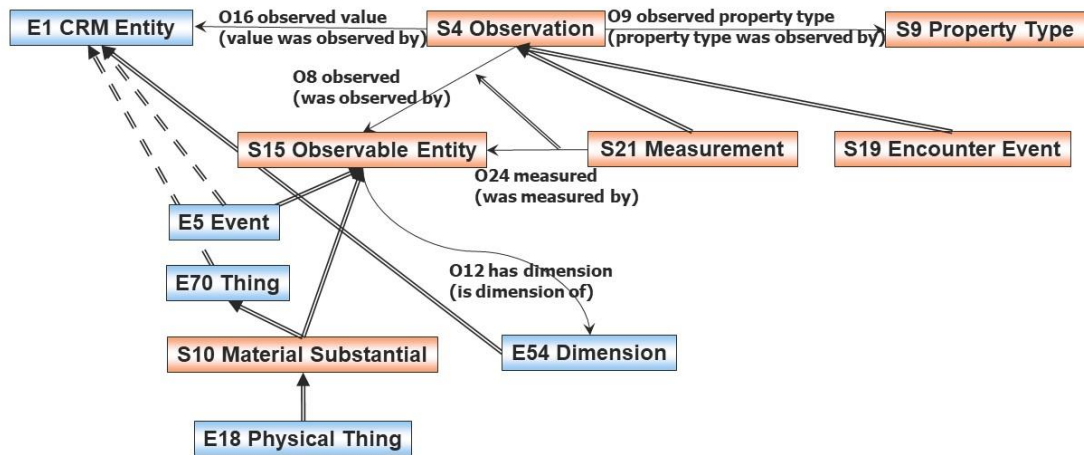 E1 CRM Entity
O16 observed value
(value was observed by)
S4 Observation
O9 observed property type
(property type was observed by)
S9 Property Type
O8 observed
(was observed by)
S15 Observable Entity
S21 Measurement
S19 Encounter Event
O24 measured
(was measured by)
E5 Event
E70 Thing
O12 has dimension
(is dimension of)
S10 Material Substantial
E54 Dimension
E18 Physical Thing